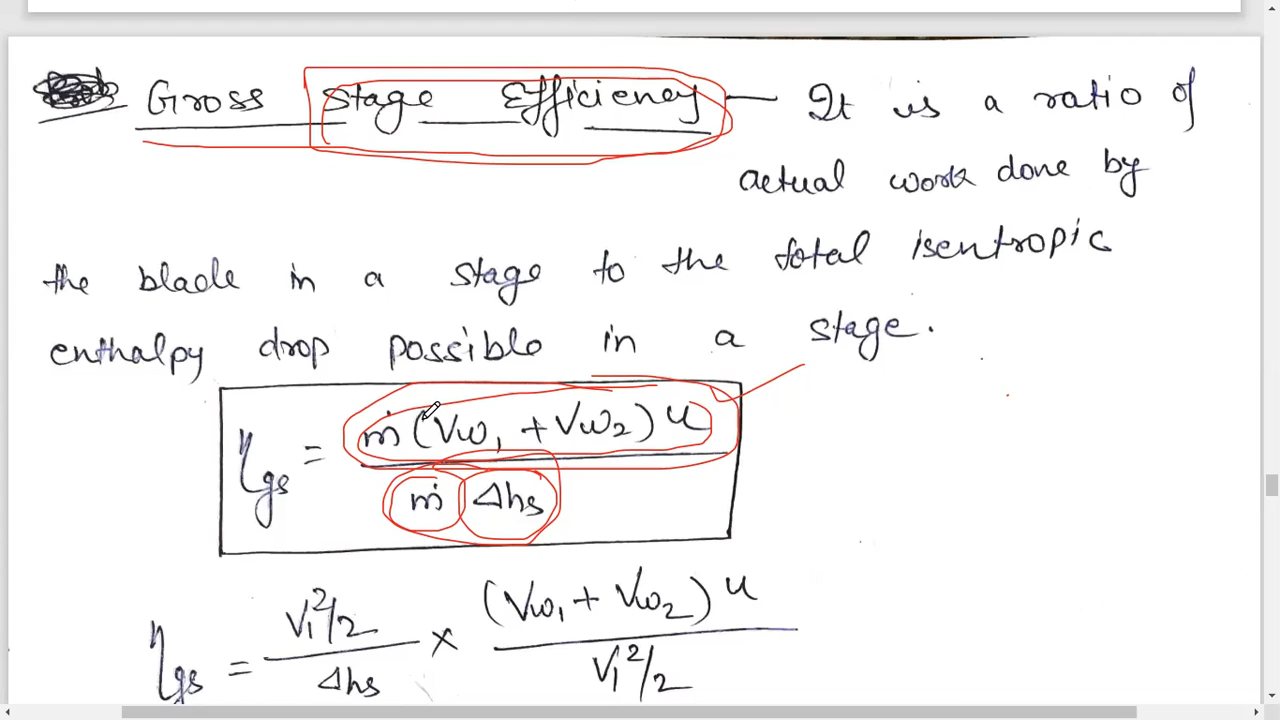 Gross Stage Efficiency — It is a ratio of
actual work done by
the blade in a stage to the total isentropic
enthalpy drop possible in a stage.
ηgs = ṁ (Vw₁ + Vw₂) u / ṁ Δhs
ηgs = V₁²/2 / Δhs × (Vw₁ + Vw₂) u / V₁²/2